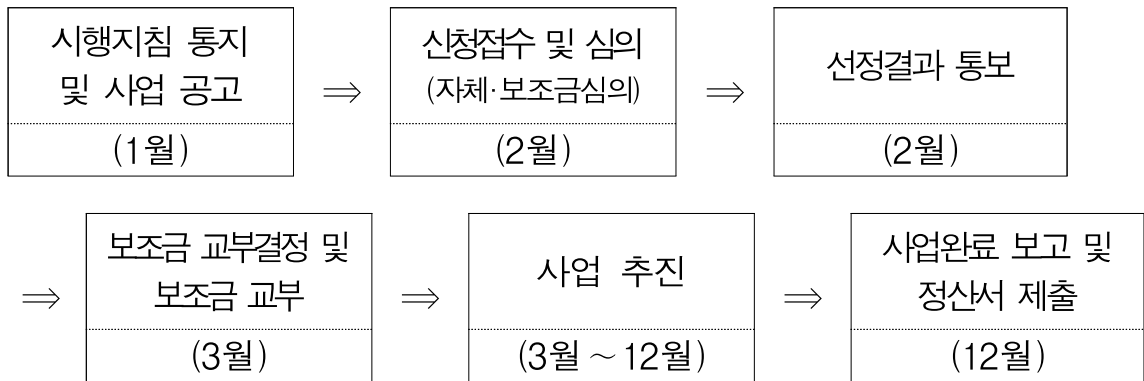 시행지침 통지
및 사업 공고
(1월)
⇒
신청접수 및 심의
(자체·보조금심의)
(2월)
⇒
선정결과 통보
(2월)
⇒
보조금 교부결정 및
보조금 교부
(3월)
⇒
사업 추진
(3월～12월)
⇒
사업완료 보고 및
정산서 제출
(12월)